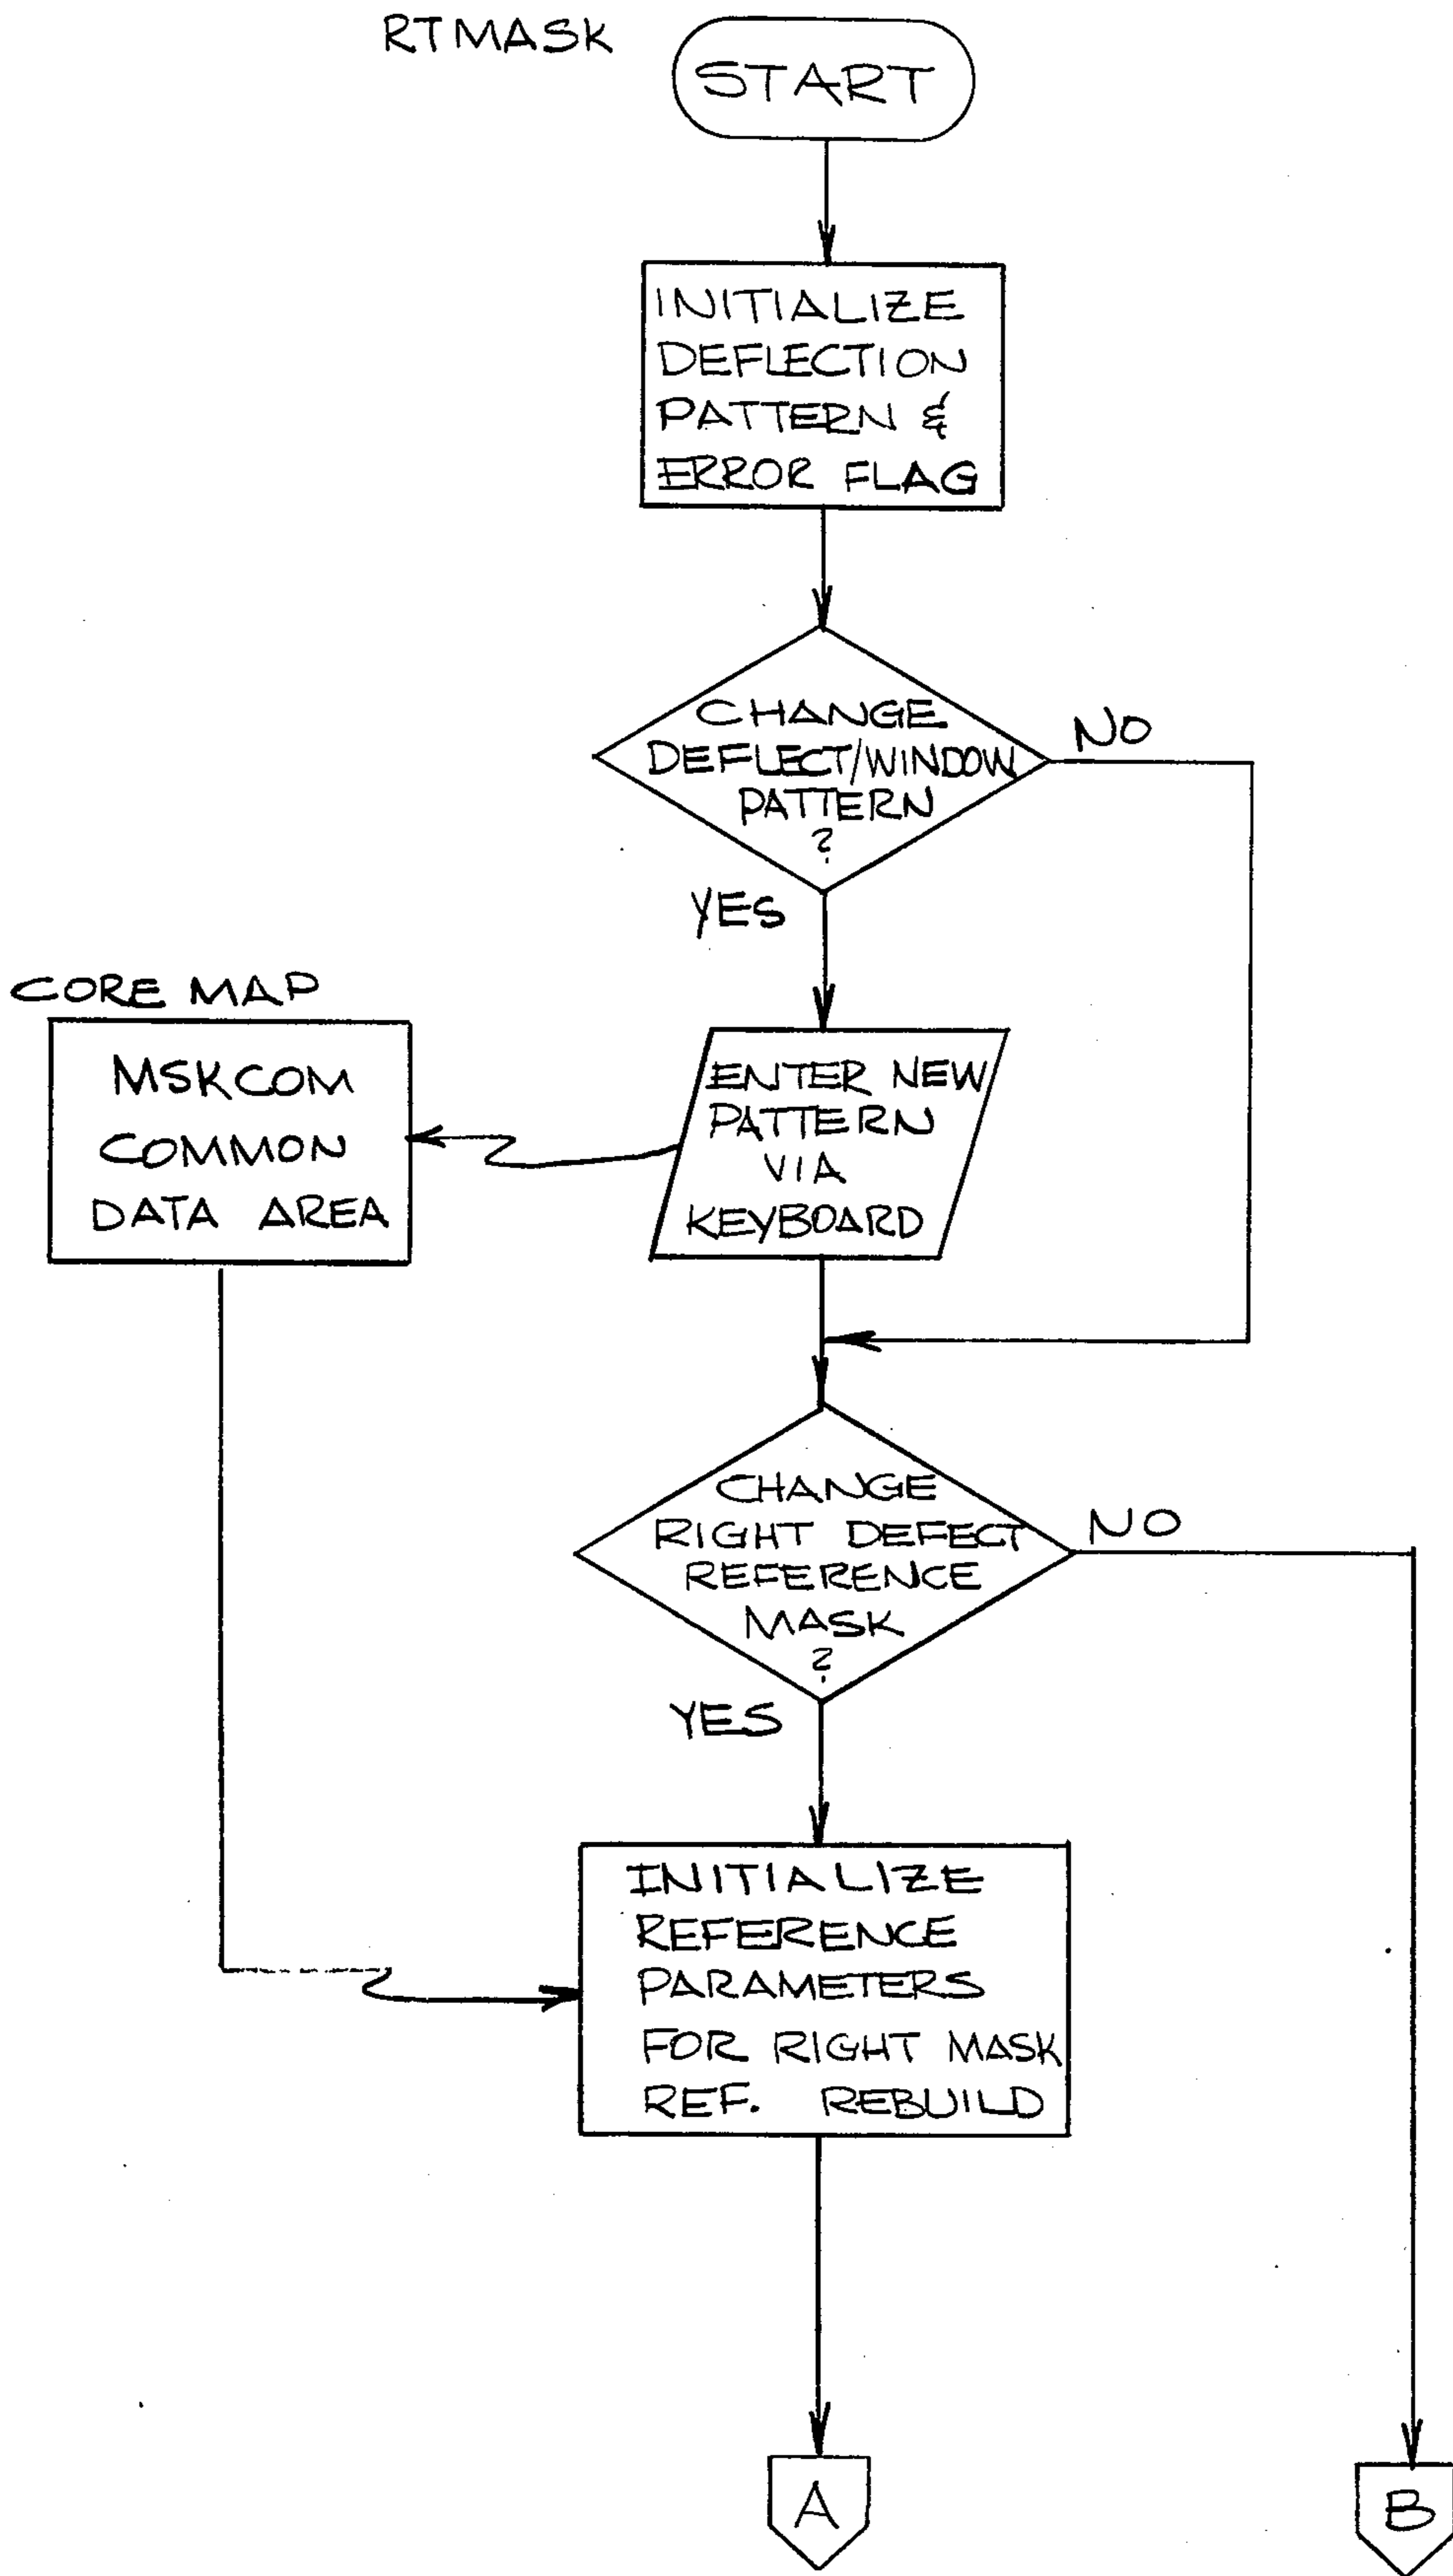 RTMASK
START
INITIALIZE
DEFLECTION
PATTERN &
ERROR FLAG
CHANGE
DEFLECT/WINDOW
PATTERN
?
NO
YES
CORE MAP
MSKCOM
COMMON
DATA AREA
ENTER NEW
PATTERN
VIA
KEYBOARD
CHANGE
RIGHT DEFECT
REFERENCE
MASK
?
NO
YES
INITIALIZE
REFERENCE
PARAMETERS
FOR RIGHT MASK
REF. REBUILD
A
B